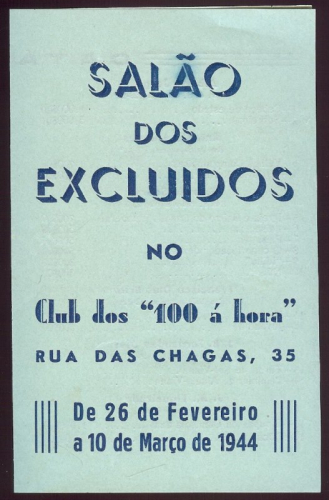 SALÃO
DOS
EXCLUIDOS
NO
Club dos "100 á hora"
RUA DAS CHAGAS, 35
De 26 de Fevereiro
a 10 de Março de 1944